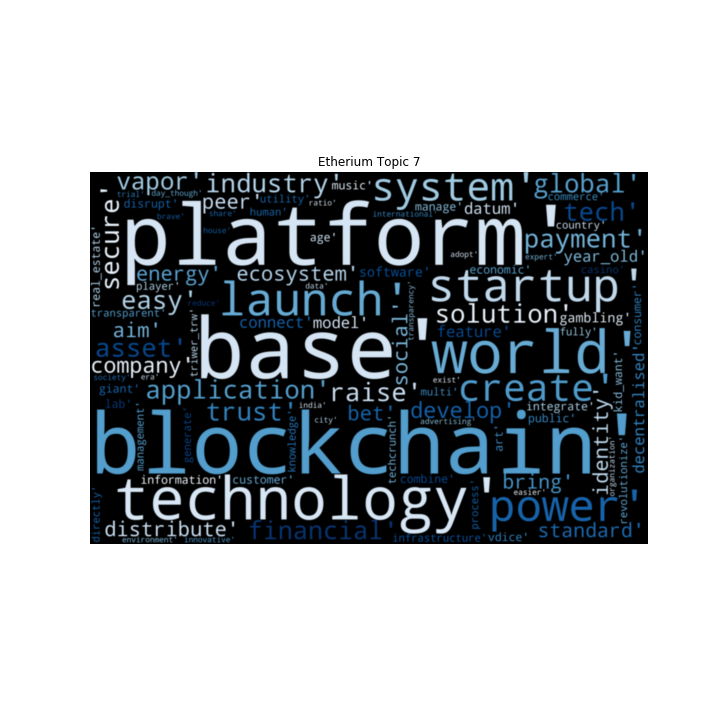 Etherium Topic 7
vapor'
industry'
music'
system'
global'
trial'
day_though'
commerce'
disrupt'
peer
utility'
ratio'
manage'
datum'
tech'
brave'
share'
human'
international
secure'
platform'
country'
house
age'
payment'
real_estate'
adopt'
expert'
year_old'
energy'
ecosystem'
software'
economic'
casino'
player'
data'
startup'
easy'
launch'
reduce'
transparency'
transparent'
connect'
model'
solution'
gambling'
consumer'
aim'
triwer_trw'
base'
social'
feature'
fully'
asset'
world'
company'
society'
era'
exist'
kid_want'
giant'
application'
raise'
multi'
create'
decentralised'
lab'
india'
trust'
bet'
develop'
integrate'
identity'
management'
generate'
knowledge'
city'
advertising'
public'
blockchain'
techcrunch'
art'
organization'
revolutionize'
information'
customer'
combine'
bring'
technology'
process'
easier'
power'
directly'
distribute'
financial'
standard'
environment'
innovative'
infrastructure'
vdice'